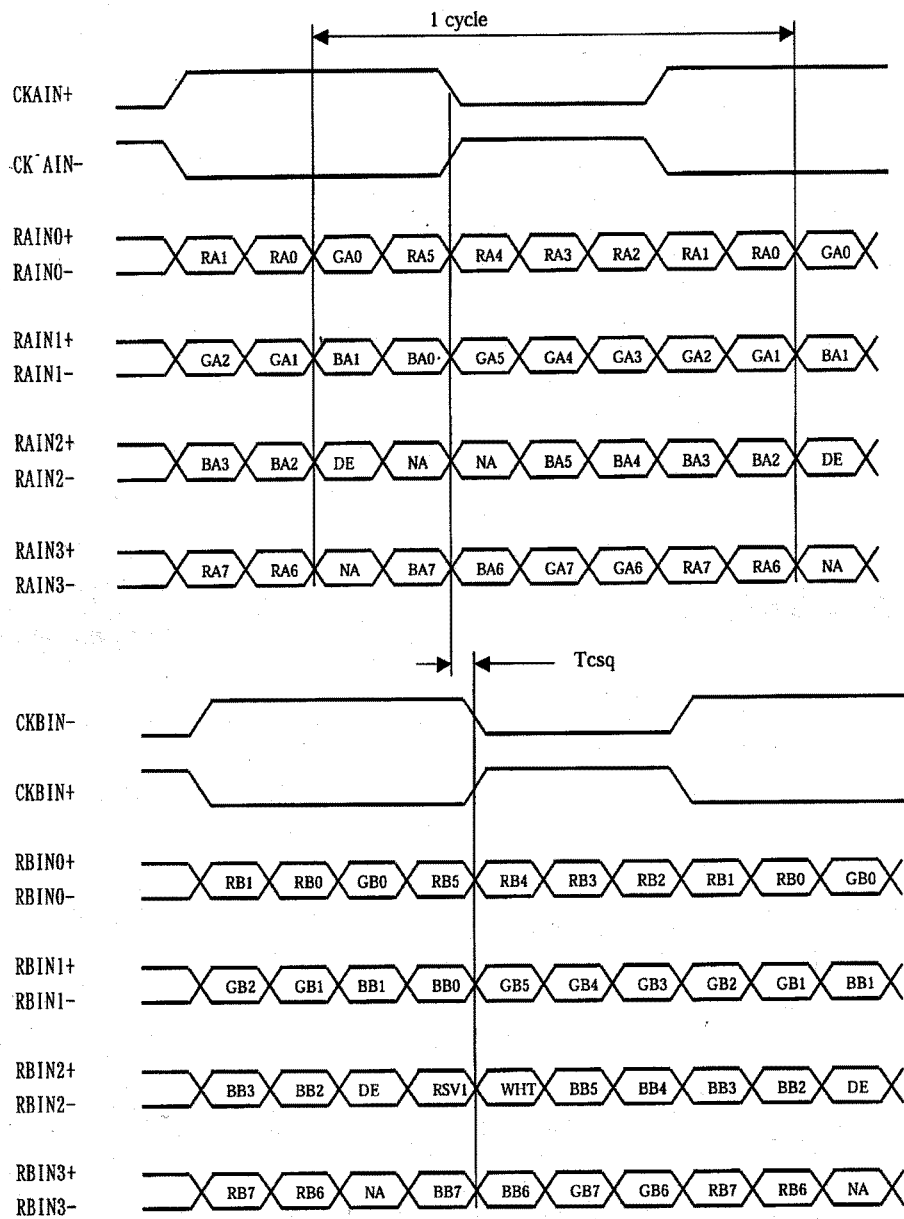 1 cycle
CKAIN+
CK AIN-
RAIN0+
RA1 RA0 GA0 RA5 RA4 RA3 RA2 RA1 RA0 GA0
RAIN0-
RAIN1+
GA2 GA1 BA1 BA0 GA5 GA4 GA3 GA2 GA1 BA1
RAIN1-
RAIN2+
BA3 BA2 DE NA NA BA5 BA4 BA3 BA2 DE
RAIN2-
RAIN3+
RA7 RA6 NA BA7 BA6 GA7 GA6 RA7 RA6 NA
RAIN3-
Tcsq
CKBIN-
CKBIN+
RBIN0+
RB1 RB0 GB0 RB5 RB4 RB3 RB2 RB1 RB0 GB0
RBIN0-
RBIN1+
GB2 GB1 BB1 BB0 GB5 GB4 GB3 GB2 GB1 BB1
RBIN1-
RBIN2+
BB3 BB2 DE RSV1 WHT BB5 BB4 BB3 BB2 DE
RBIN2-
RBIN3+
RB7 RB6 NA BB7 BB6 GB7 GB6 RB7 RB6 NA
RBIN3-